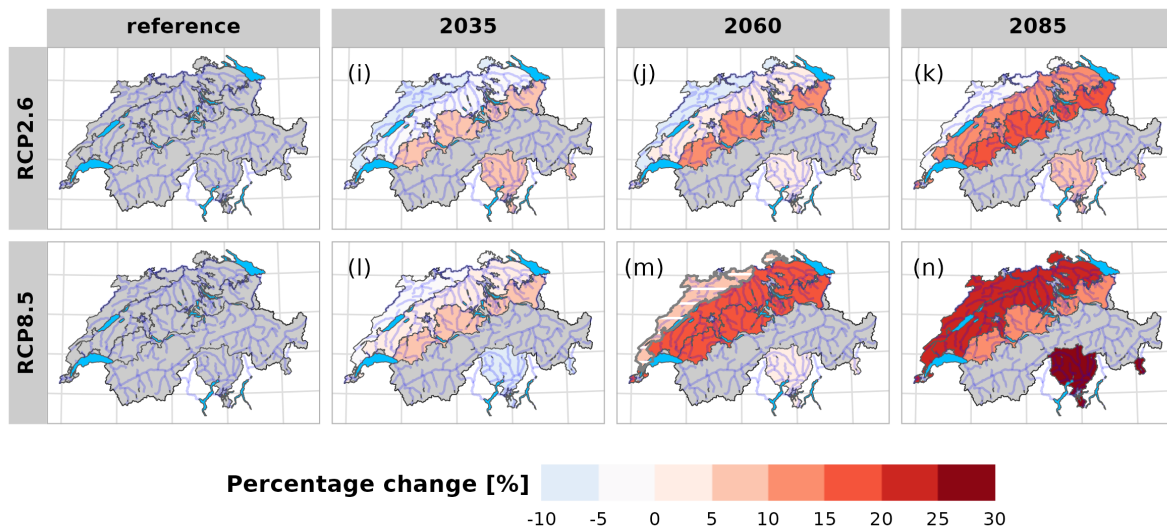 reference 2035 2060 2085
RCP2.6
(i) (j) (k)
RCP8.5
(l) (m) (n)
Percentage change [%]
-10 -5 0 5 10 15 20 25 30